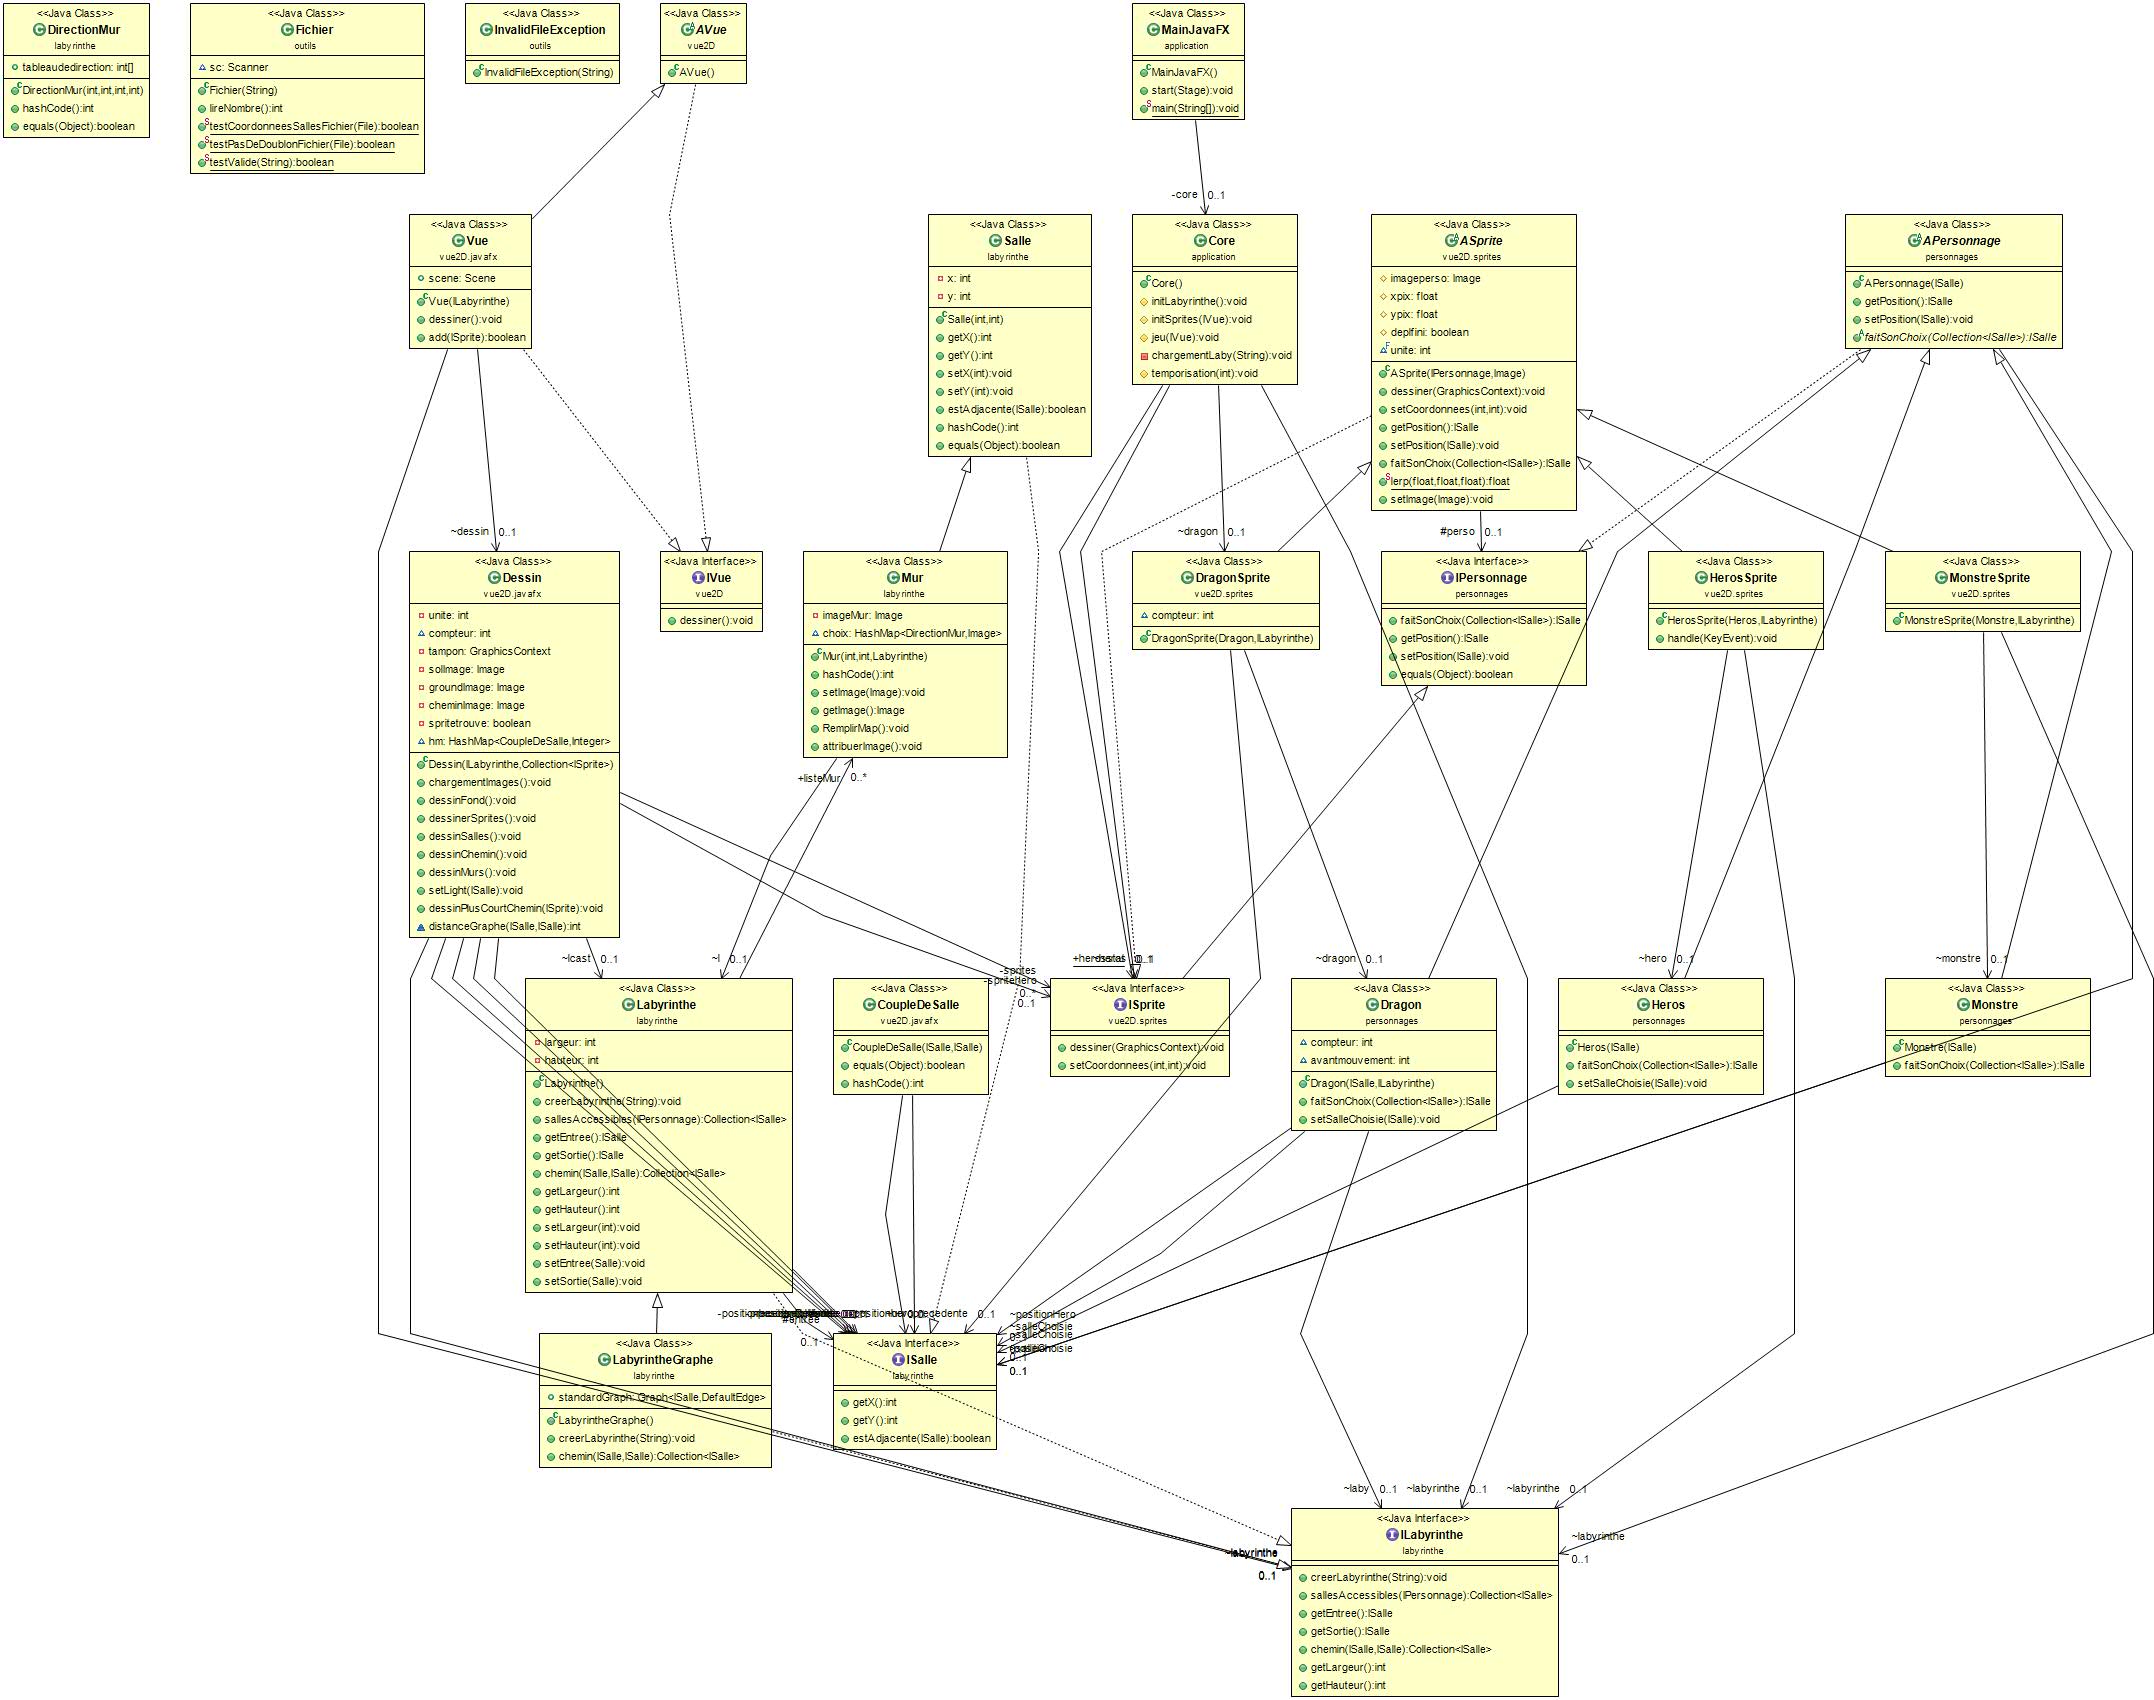 <<Java Class>>
DirectionMur
labyrinthe
tableaudedirection: int[]
DirectionMur(int,int,int,int)
hashCode():int
equals(Object):boolean
<<Java Class>>
Fichier
outils
sc: Scanner
Fichier(String)
lireNombre():int
testCoordonneesSallesFichier(File):boolean
testPasDeDoublonFichier(File):boolean
testValide(String):boolean
<<Java Class>>
InvalidFileException
outils
InvalidFileException(String)
<<Java Class>>
AVue
vue2D
AVue()
<<Java Class>>
MainJavaFX
application
MainJavaFX()
start(Stage):void
main(String[]):void
-core 0..1
<<Java Class>>
Vue
vue2D.javafx
scene: Scene
Vue(ILabyrinthe)
dessiner():void
add(ISprite):boolean
<<Java Class>>
Salle
labyrinthe
x: int
y: int
Salle(int,int)
getX():int
getY():int
setX(int):void
setY(int):void
estAdjacente(ISalle):boolean
hashCode():int
equals(Object):boolean
<<Java Class>>
Core
application
Core()
initLabyrinthe():void
initSprites(IVue):void
jeu(IVue):void
chargementLaby(String):void
temporisation(int):void
<<Java Class>>
ASprite
vue2D.sprites
imageperso: Image
xpix: float
ypix: float
deplfini: boolean
unite: int
ASprite(IPersonnage,Image)
dessiner(GraphicsContext):void
setCoordonnees(int,int):void
getPosition():ISalle
setPosition(ISalle):void
faitSonChoix(Collection<ISalle>):ISalle
lerp(float,float,float):float
setImage(Image):void
<<Java Class>>
APersonnage
personnages
APersonnage(ISalle)
getPosition():ISalle
setPosition(ISalle):void
faitSonChoix(Collection<ISalle>):ISalle
~dessin 0..1
~dragon 0..1
#perso 0..1
<<Java Class>>
Dessin
vue2D.javafx
unite: int
compteur: int
tampon: GraphicsContext
solImage: Image
groundImage: Image
cheminImage: Image
spritetrouve: boolean
hm: HashMap<CoupleDeSalle,Integer>
Dessin(ILabyrinthe,Collection<ISprite>)
chargementImages():void
dessinFond():void
dessinerSprites():void
dessinSalles():void
dessinChemin():void
dessinMurs():void
setLight(ISalle):void
dessinPlusCourtChemin(ISprite):void
distanceGraphe(ISalle,ISalle):int
<<Java Interface>>
IVue
vue2D
dessiner():void
<<Java Class>>
Mur
labyrinthe
imageMur: Image
choix: HashMap<DirectionMur,Image>
Mur(int,int,Labyrinthe)
hashCode():int
setImage(Image):void
getImage():Image
RemplirMap():void
attribuerImage():void
+listeMur 0..*
<<Java Class>>
DragonSprite
vue2D.sprites
compteur: int
DragonSprite(Dragon,ILabyrinthe)
<<Java Interface>>
IPersonnage
personnages
faitSonChoix(Collection<ISalle>):ISalle
getPosition():ISalle
setPosition(ISalle):void
equals(Object):boolean
<<Java Class>>
HerosSprite
vue2D.sprites
HerosSprite(Heros,ILabyrinthe)
handle(KeyEvent):void
<<Java Class>>
MonstreSprite
vue2D.sprites
MonstreSprite(Monstre,ILabyrinthe)
~lcast 0..1
~l 0..1
-sprites
0..*
-spriteHero
0..1
~dragon 0..1
~hero 0..1
~monstre 0..1
<<Java Class>>
Labyrinthe
labyrinthe
largeur: int
hauteur: int
Labyrinthe()
creerLabyrinthe(String):void
sallesAccessibles(IPersonnage):Collection<ISalle>
getEntree():ISalle
getSortie():ISalle
chemin(ISalle,ISalle):Collection<ISalle>
getLargeur():int
getHauteur():int
setLargeur(int):void
setHauteur(int):void
setEntree(Salle):void
setSortie(Salle):void
<<Java Class>>
CoupleDeSalle
vue2D.javafx
CoupleDeSalle(ISalle,ISalle)
equals(Object):boolean
hashCode():int
<<Java Interface>>
ISprite
vue2D.sprites
dessiner(GraphicsContext):void
setCoordonnees(int,int):void
<<Java Class>>
Dragon
personnages
compteur: int
avantmouvement: int
Dragon(ISalle,ILabyrinthe)
faitSonChoix(Collection<ISalle>):ISalle
setSalleChoisie(ISalle):void
<<Java Class>>
Heros
personnages
Heros(ISalle)
faitSonChoix(Collection<ISalle>):ISalle
setSalleChoisie(ISalle):void
<<Java Class>>
Monstre
personnages
Monstre(ISalle)
faitSonChoix(Collection<ISalle>):ISalle
#entree
0..1
0..1
~positionHero
~salleChoisie
~salleChoisie
0..1
0..1
<<Java Class>>
LabyrintheGraphe
labyrinthe
standardGraph: Graph<ISalle,DefaultEdge>
LabyrintheGraphe()
creerLabyrinthe(String):void
chemin(ISalle,ISalle):Collection<ISalle>
<<Java Interface>>
ISalle
labyrinthe
getX():int
getY():int
estAdjacente(ISalle):boolean
~laby 0..1
~labyrinthe 0..1
~labyrinthe 0..1
~labyrinthe
0..1
~labyrinthe
0..1
<<Java Interface>>
ILabyrinthe
labyrinthe
creerLabyrinthe(String):void
sallesAccessibles(IPersonnage):Collection<ISalle>
getEntree():ISalle
getSortie():ISalle
chemin(ISalle,ISalle):Collection<ISalle>
getLargeur():int
getHauteur():int